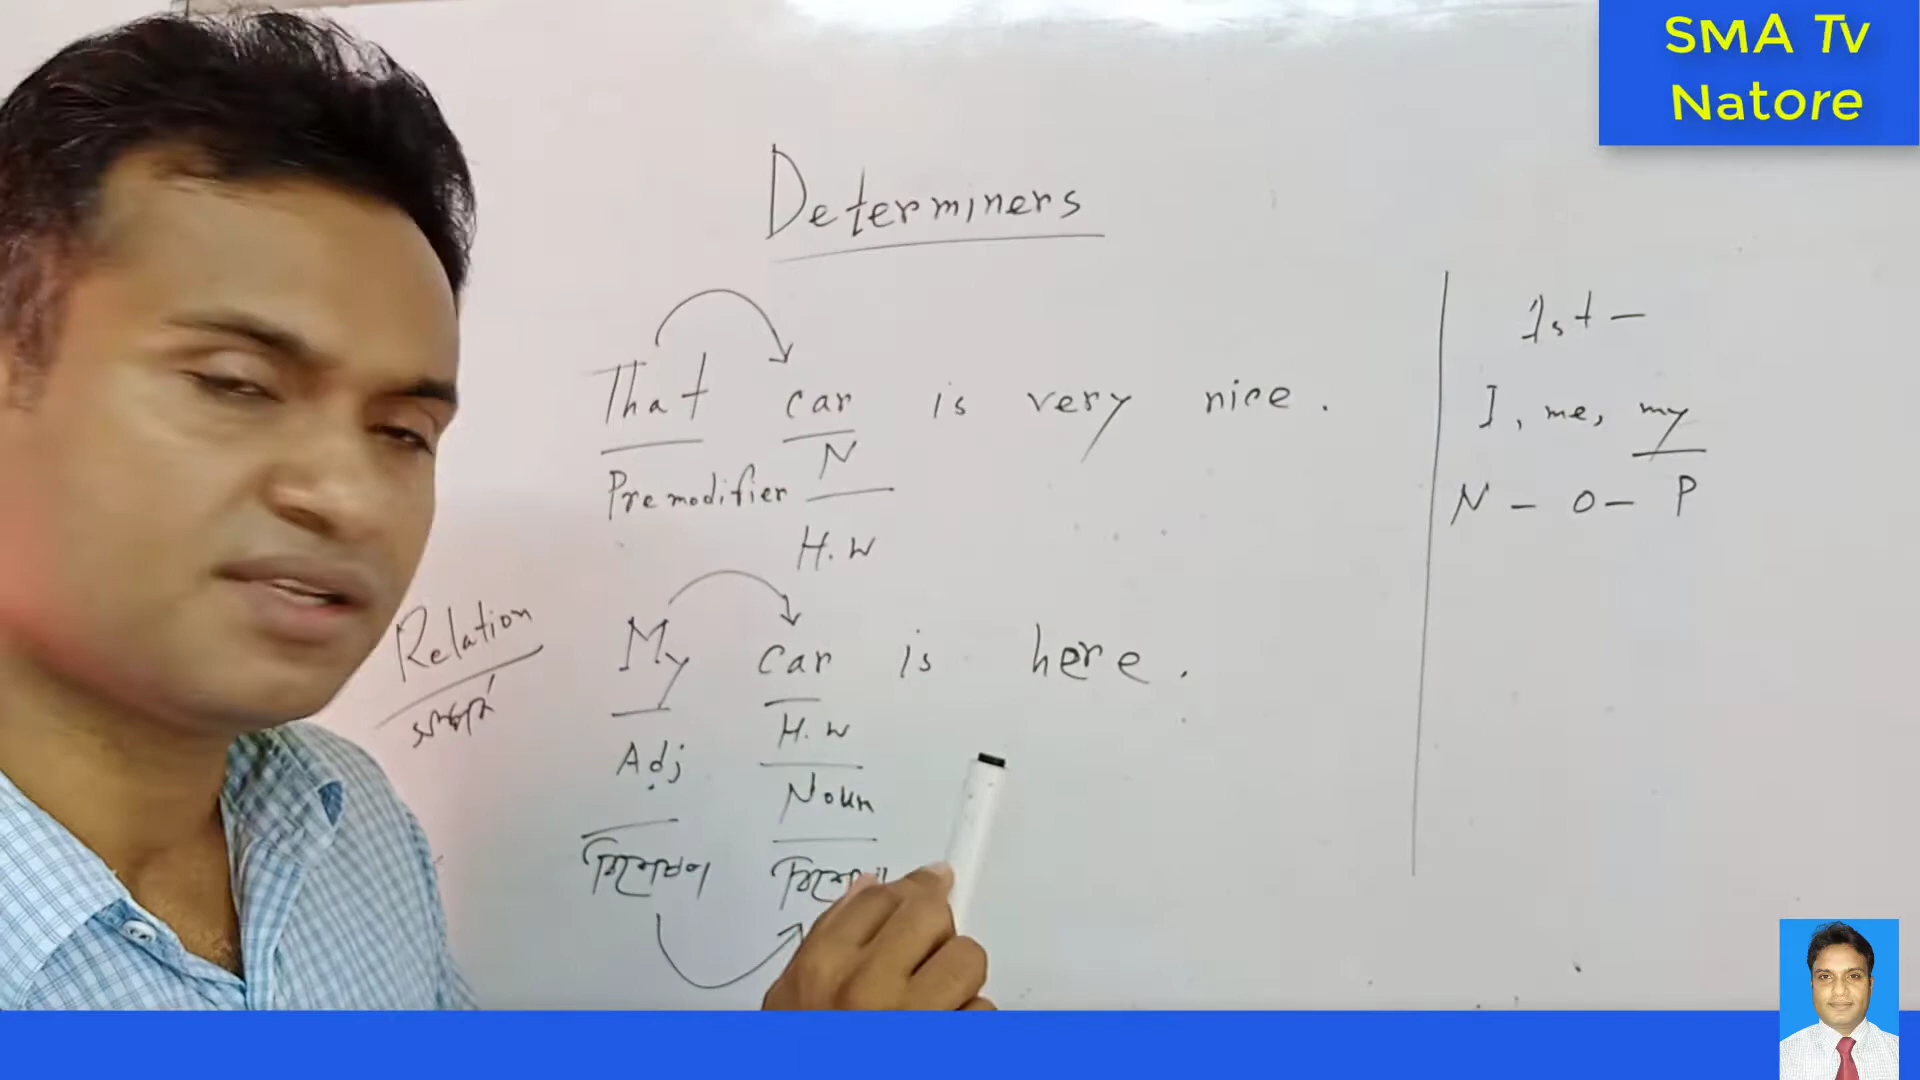 SMA Tv
Natore
Determiners
That car is very nice.
Premodifier N
H.W
My car is here.
Adj H.W
Noun
বিশেষণ
Relation
সম্পর্ক
1st –
I, me, my
N – O – P